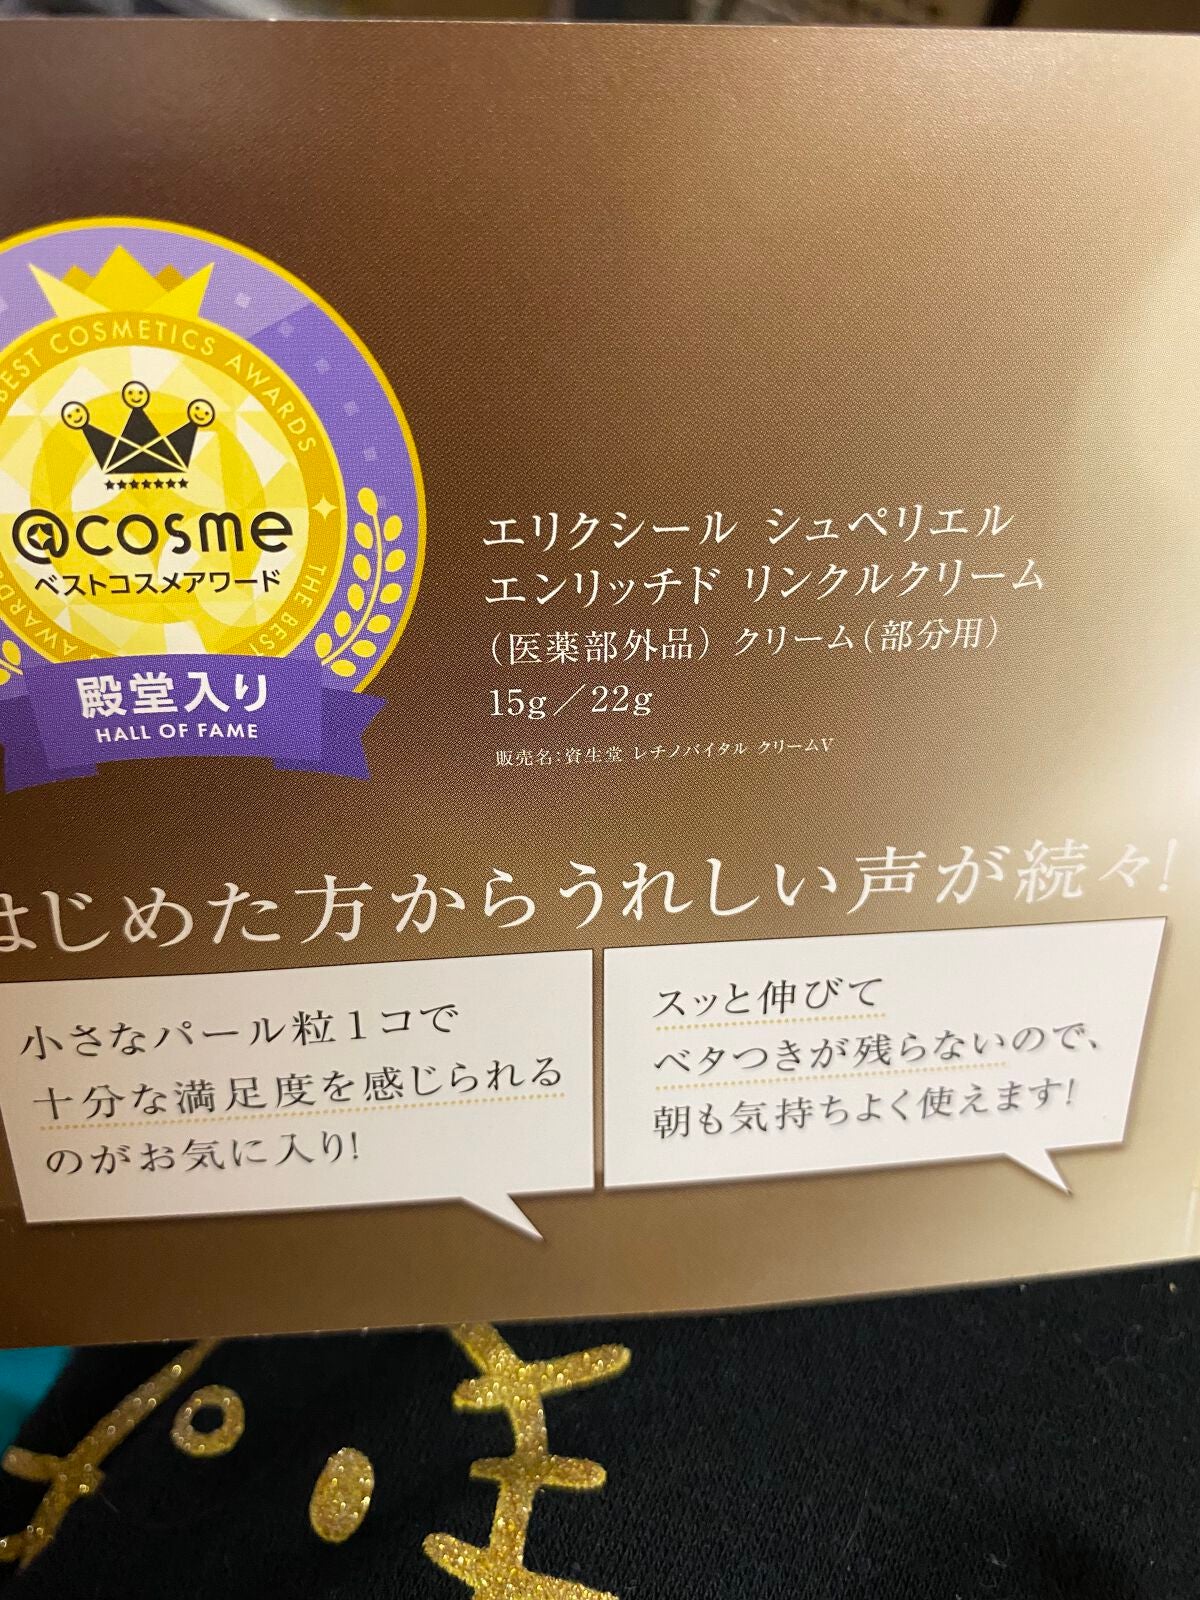 BEST COSMETICS AWARDS
THE BEST
@cosme
ベストコスメアワード
殿堂入り
HALL OF FAME
エリクシール シュペリエル
エンリッチド リンクルクリーム
（医薬部外品）クリーム（部分用）
15g／22g
販売名：資生堂 レチノバイタル クリームV
はじめた方からうれしい声が続々！
小さなパール粒1コで
十分な満足度を感じられる
のがお気に入り！
スッと伸びて
ベタつきが残らないので、
朝も気持ちよく使えます！